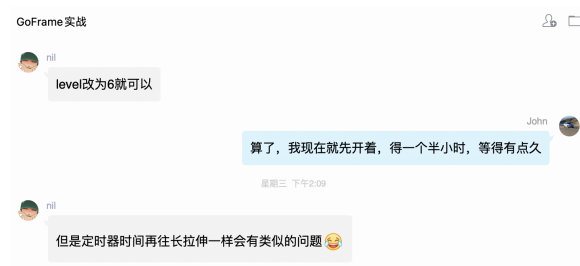 GoFrame实战
nil
level改为6就可以
John
算了，我现在就先开着，得一个半小时，等得有点久
星期三 下午2:09
nil
但是定时器时间再往长拉伸一样会有类似的问题😂